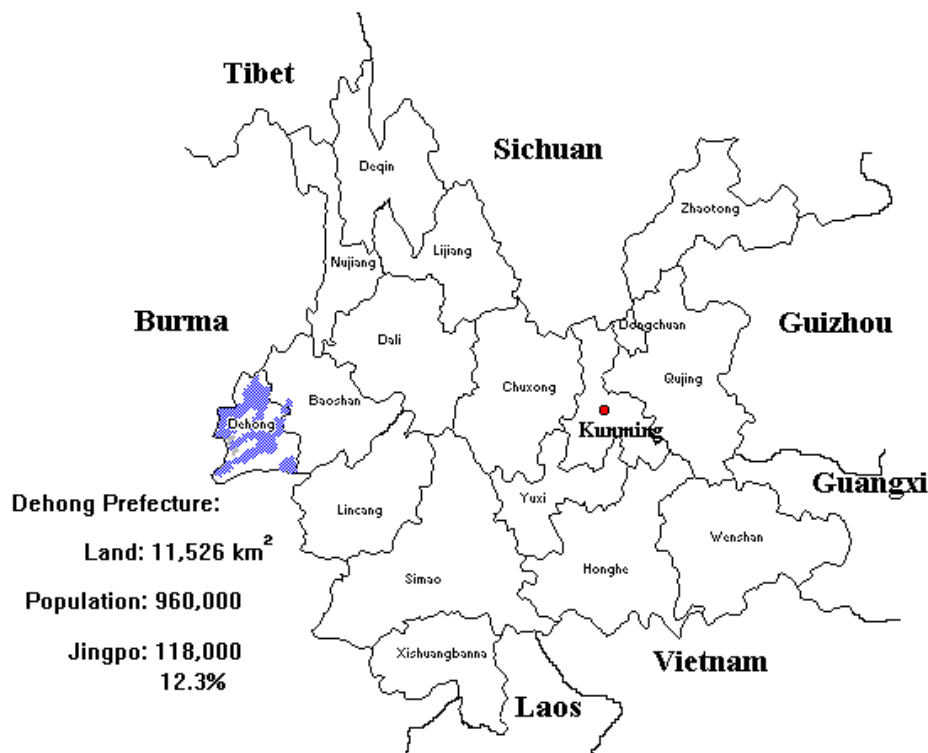 Tibet
Sichuan
Deqin
Zhaotong
Lijiang
Nujiang
Burma
Guizhou
Dongchuan
Dali
Qujing
Chuxong
Baoshan
Dehong
Kunming
Guangxi
Dehong Prefecture:
Yuxi
Lincang
Wenshan
Land: 11,526 km²
Honghe
Simao
Population: 960,000
Jingpo: 118,000
12.3%
Xishuangbanna
Vietnam
Laos